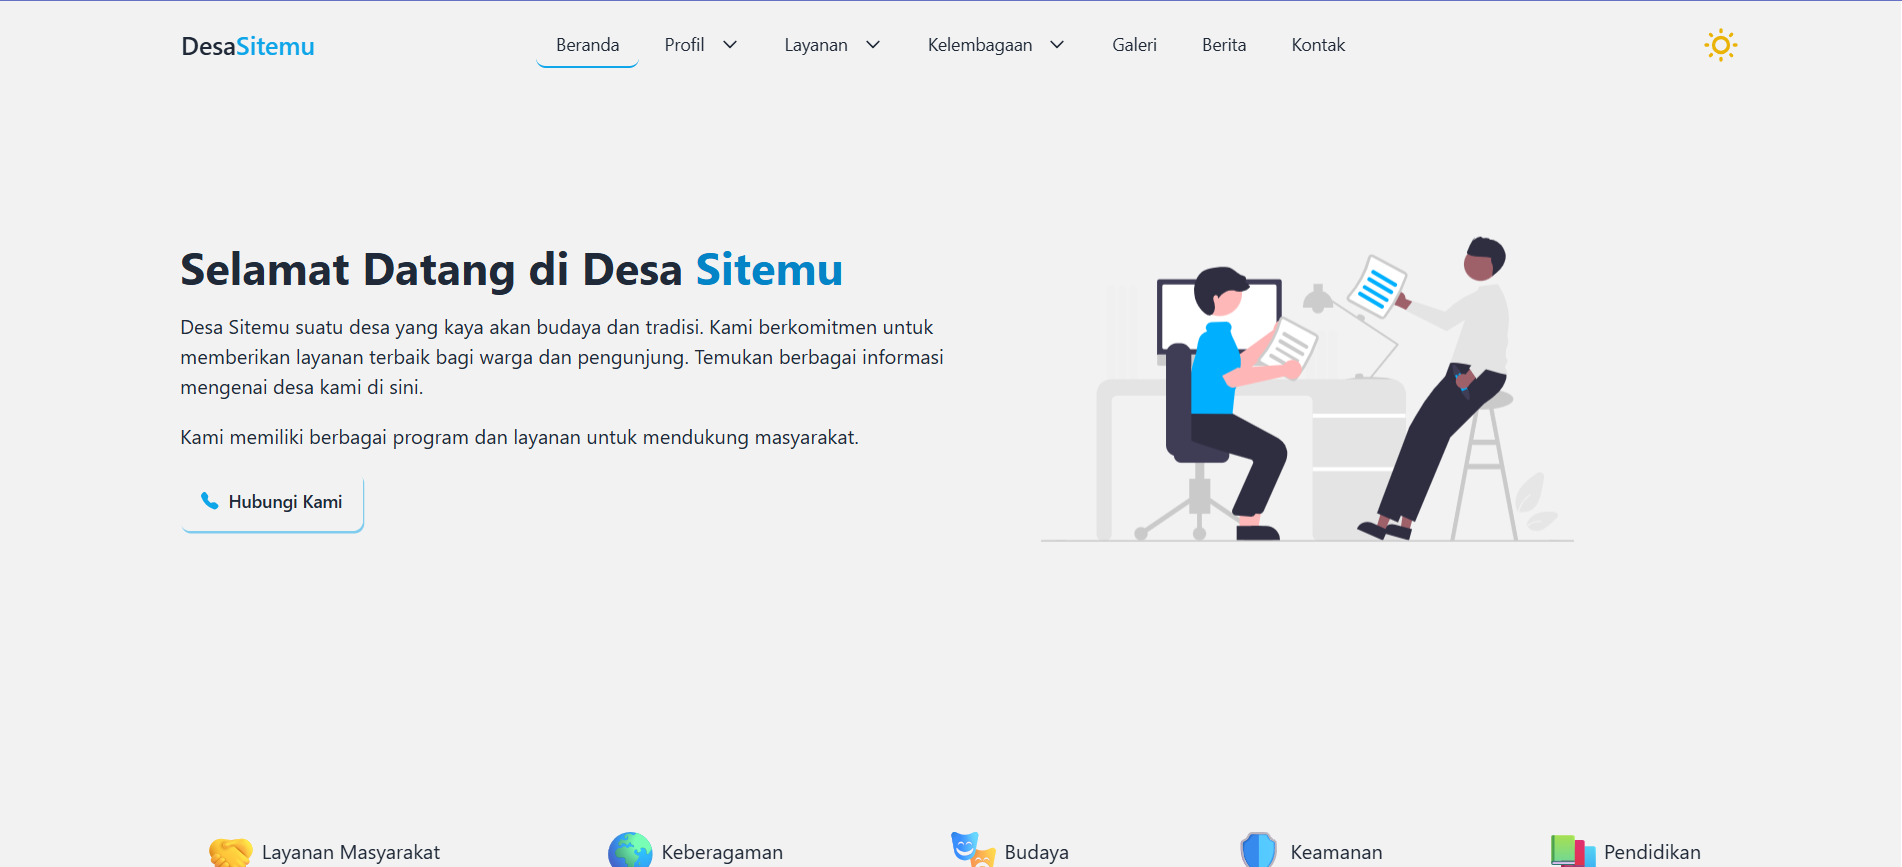 DesaSitemu
Beranda
Profil
Layanan
Kelembagaan
Galeri
Berita
Kontak
Selamat Datang di Desa Sitemu
Desa Sitemu suatu desa yang kaya akan budaya dan tradisi. Kami berkomitmen untuk
memberikan layanan terbaik bagi warga dan pengunjung. Temukan berbagai informasi
mengenai desa kami di sini.
Kami memiliki berbagai program dan layanan untuk mendukung masyarakat.
Hubungi Kami
Layanan Masyarakat
Keberagaman
Budaya
Keamanan
Pendidikan